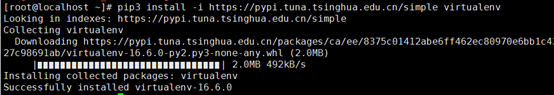 [root@localhost ~]# pip3 install -i https://pypi.tuna.tsinghua.edu.cn/simple virtualenv
Looking in indexes: https://pypi.tuna.tsinghua.edu.cn/simple
Collecting virtualenv
Downloading https://pypi.tuna.tsinghua.edu.cn/packages/ca/ee/8375c01412abe6ff462ec80970e6bb1c4
27c98691ab/virtualenv-16.6.0-py2.py3-none-any.whl (2.0MB)
|████████████████████████████████| 2.0MB 492kB/s
Installing collected packages: virtualenv
Successfully installed virtualenv-16.6.0